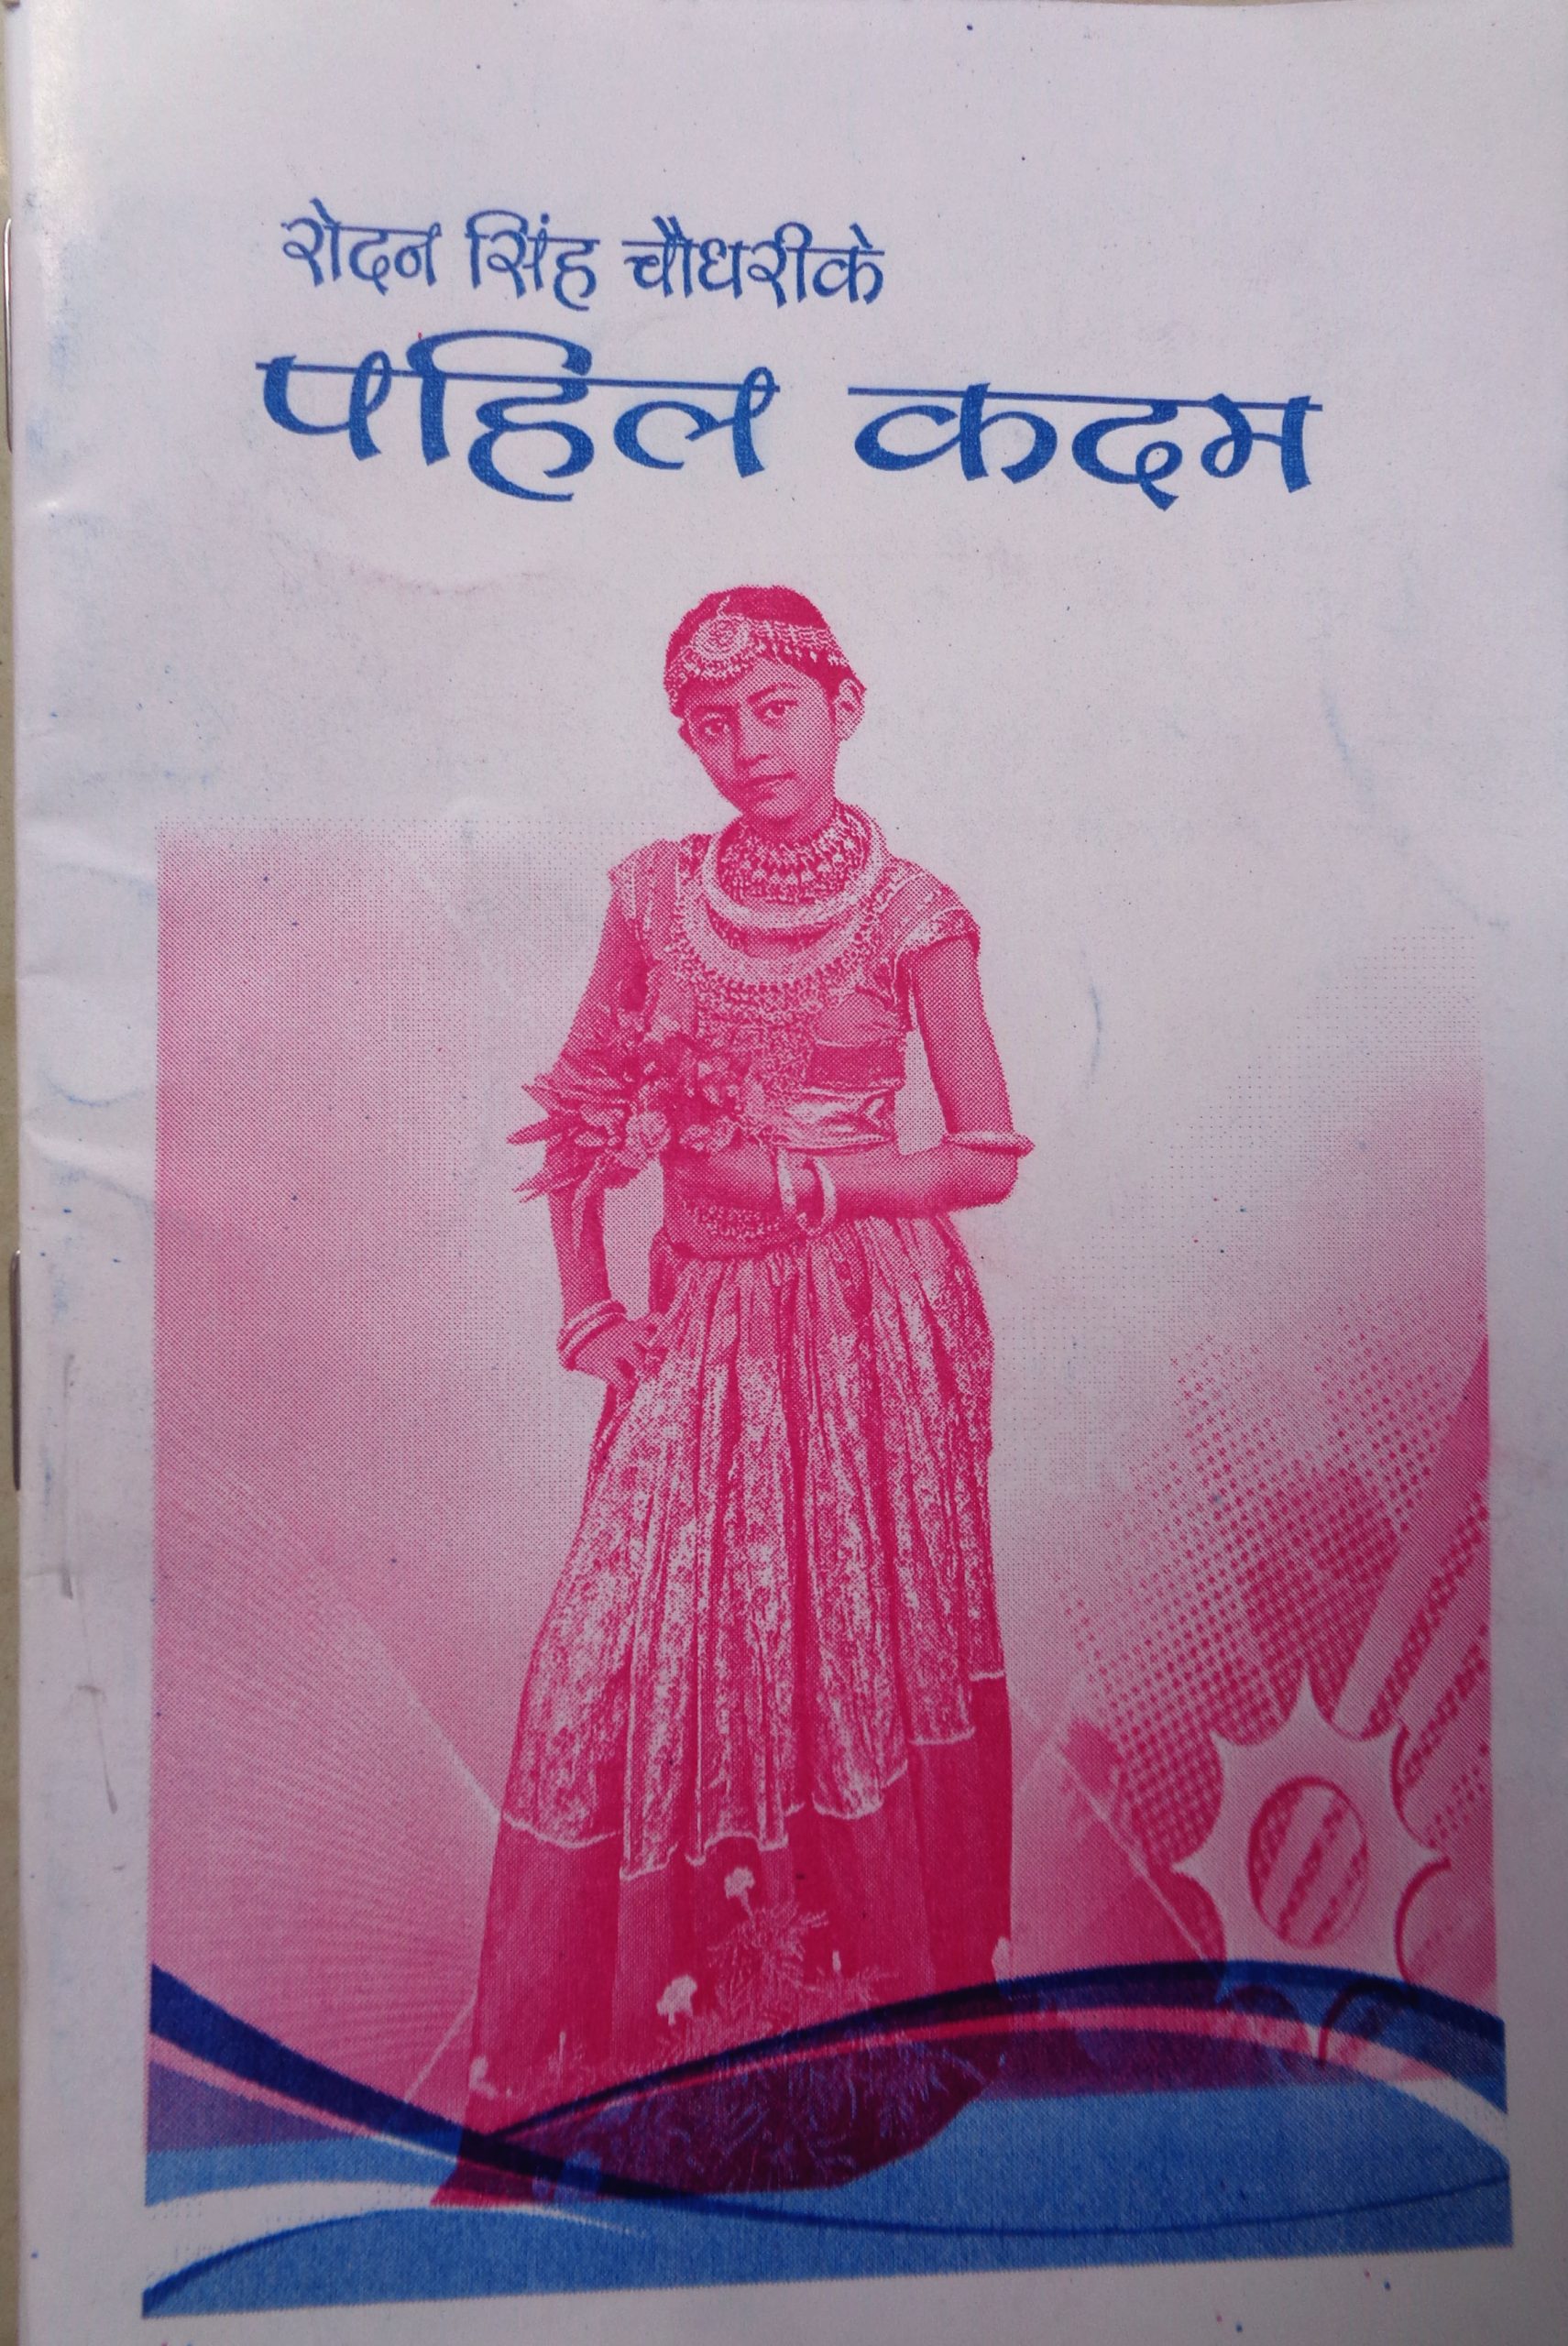 रोदन सिंह चौधरीके
पहिल कदम